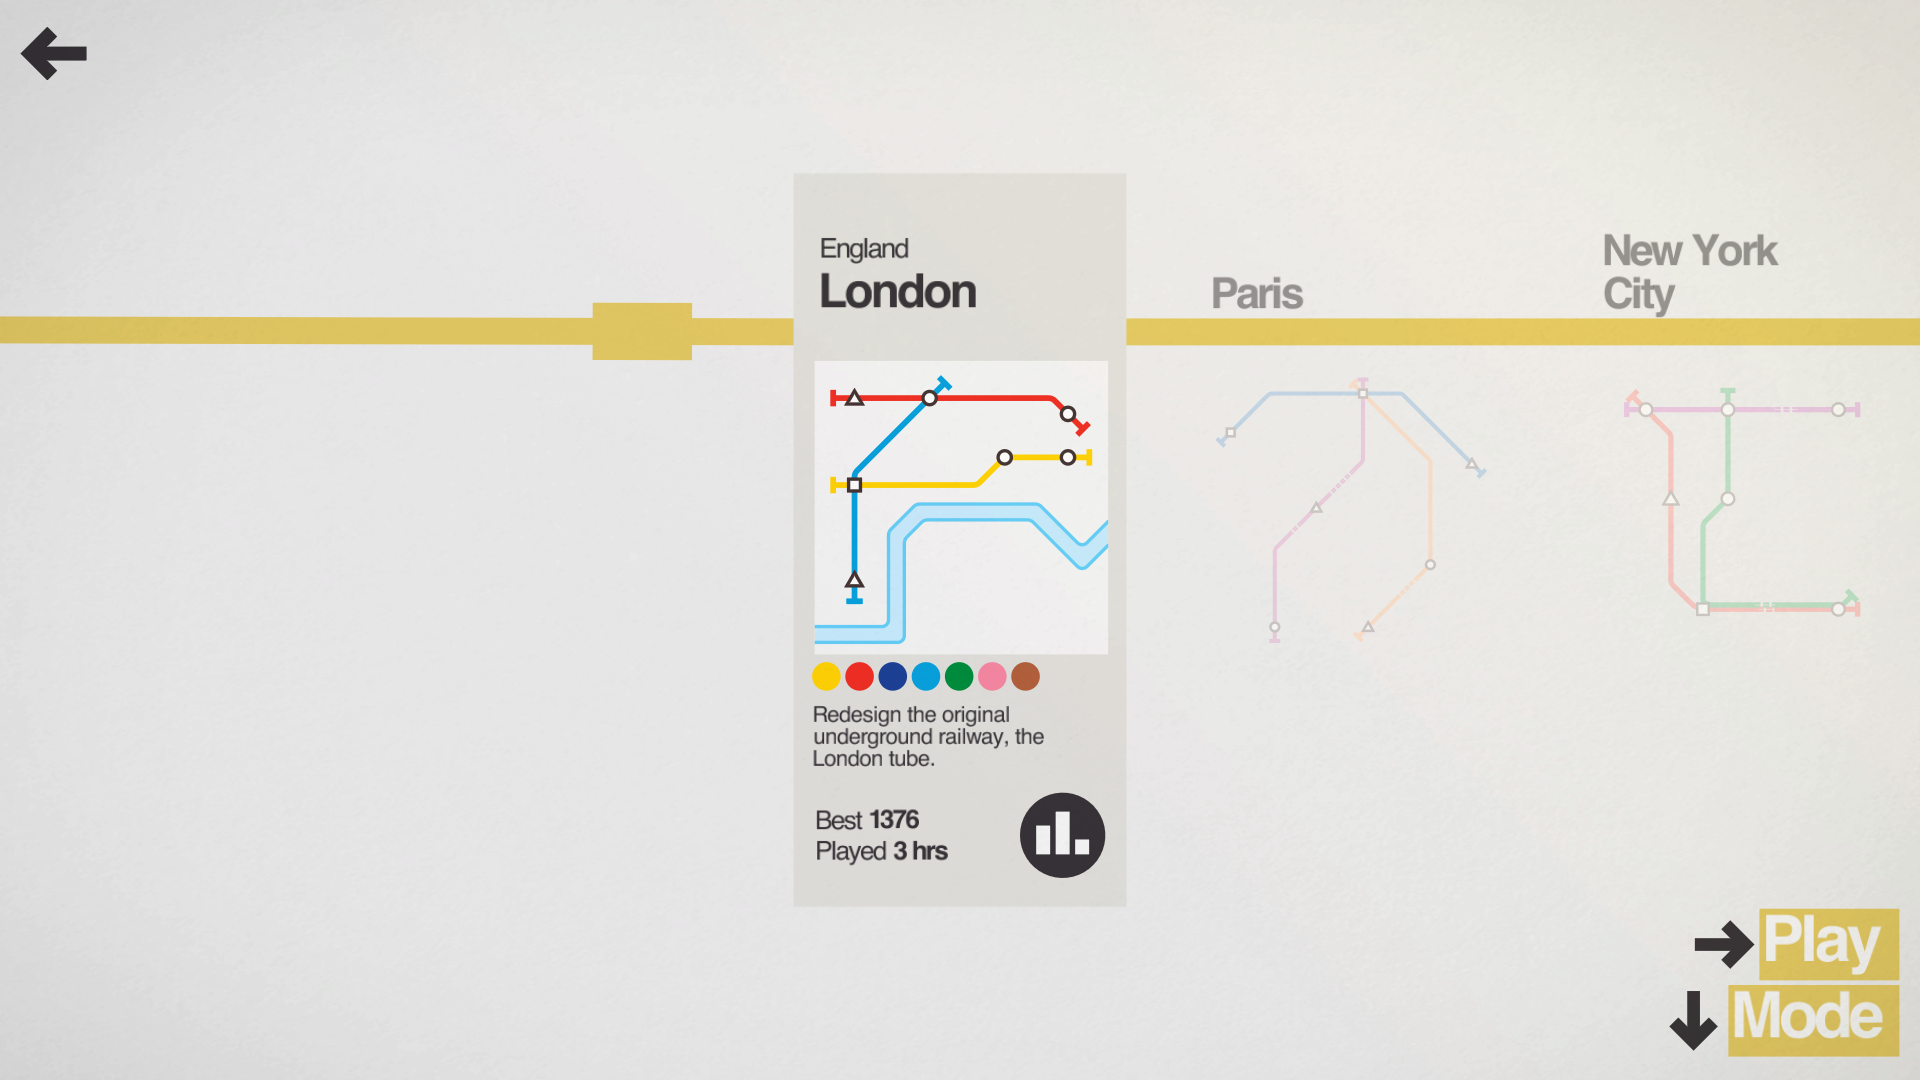 England
London
Paris
New York
City
Redesign the original
underground railway, the
London tube.
Best 1376
Played 3 hrs
Play
Mode